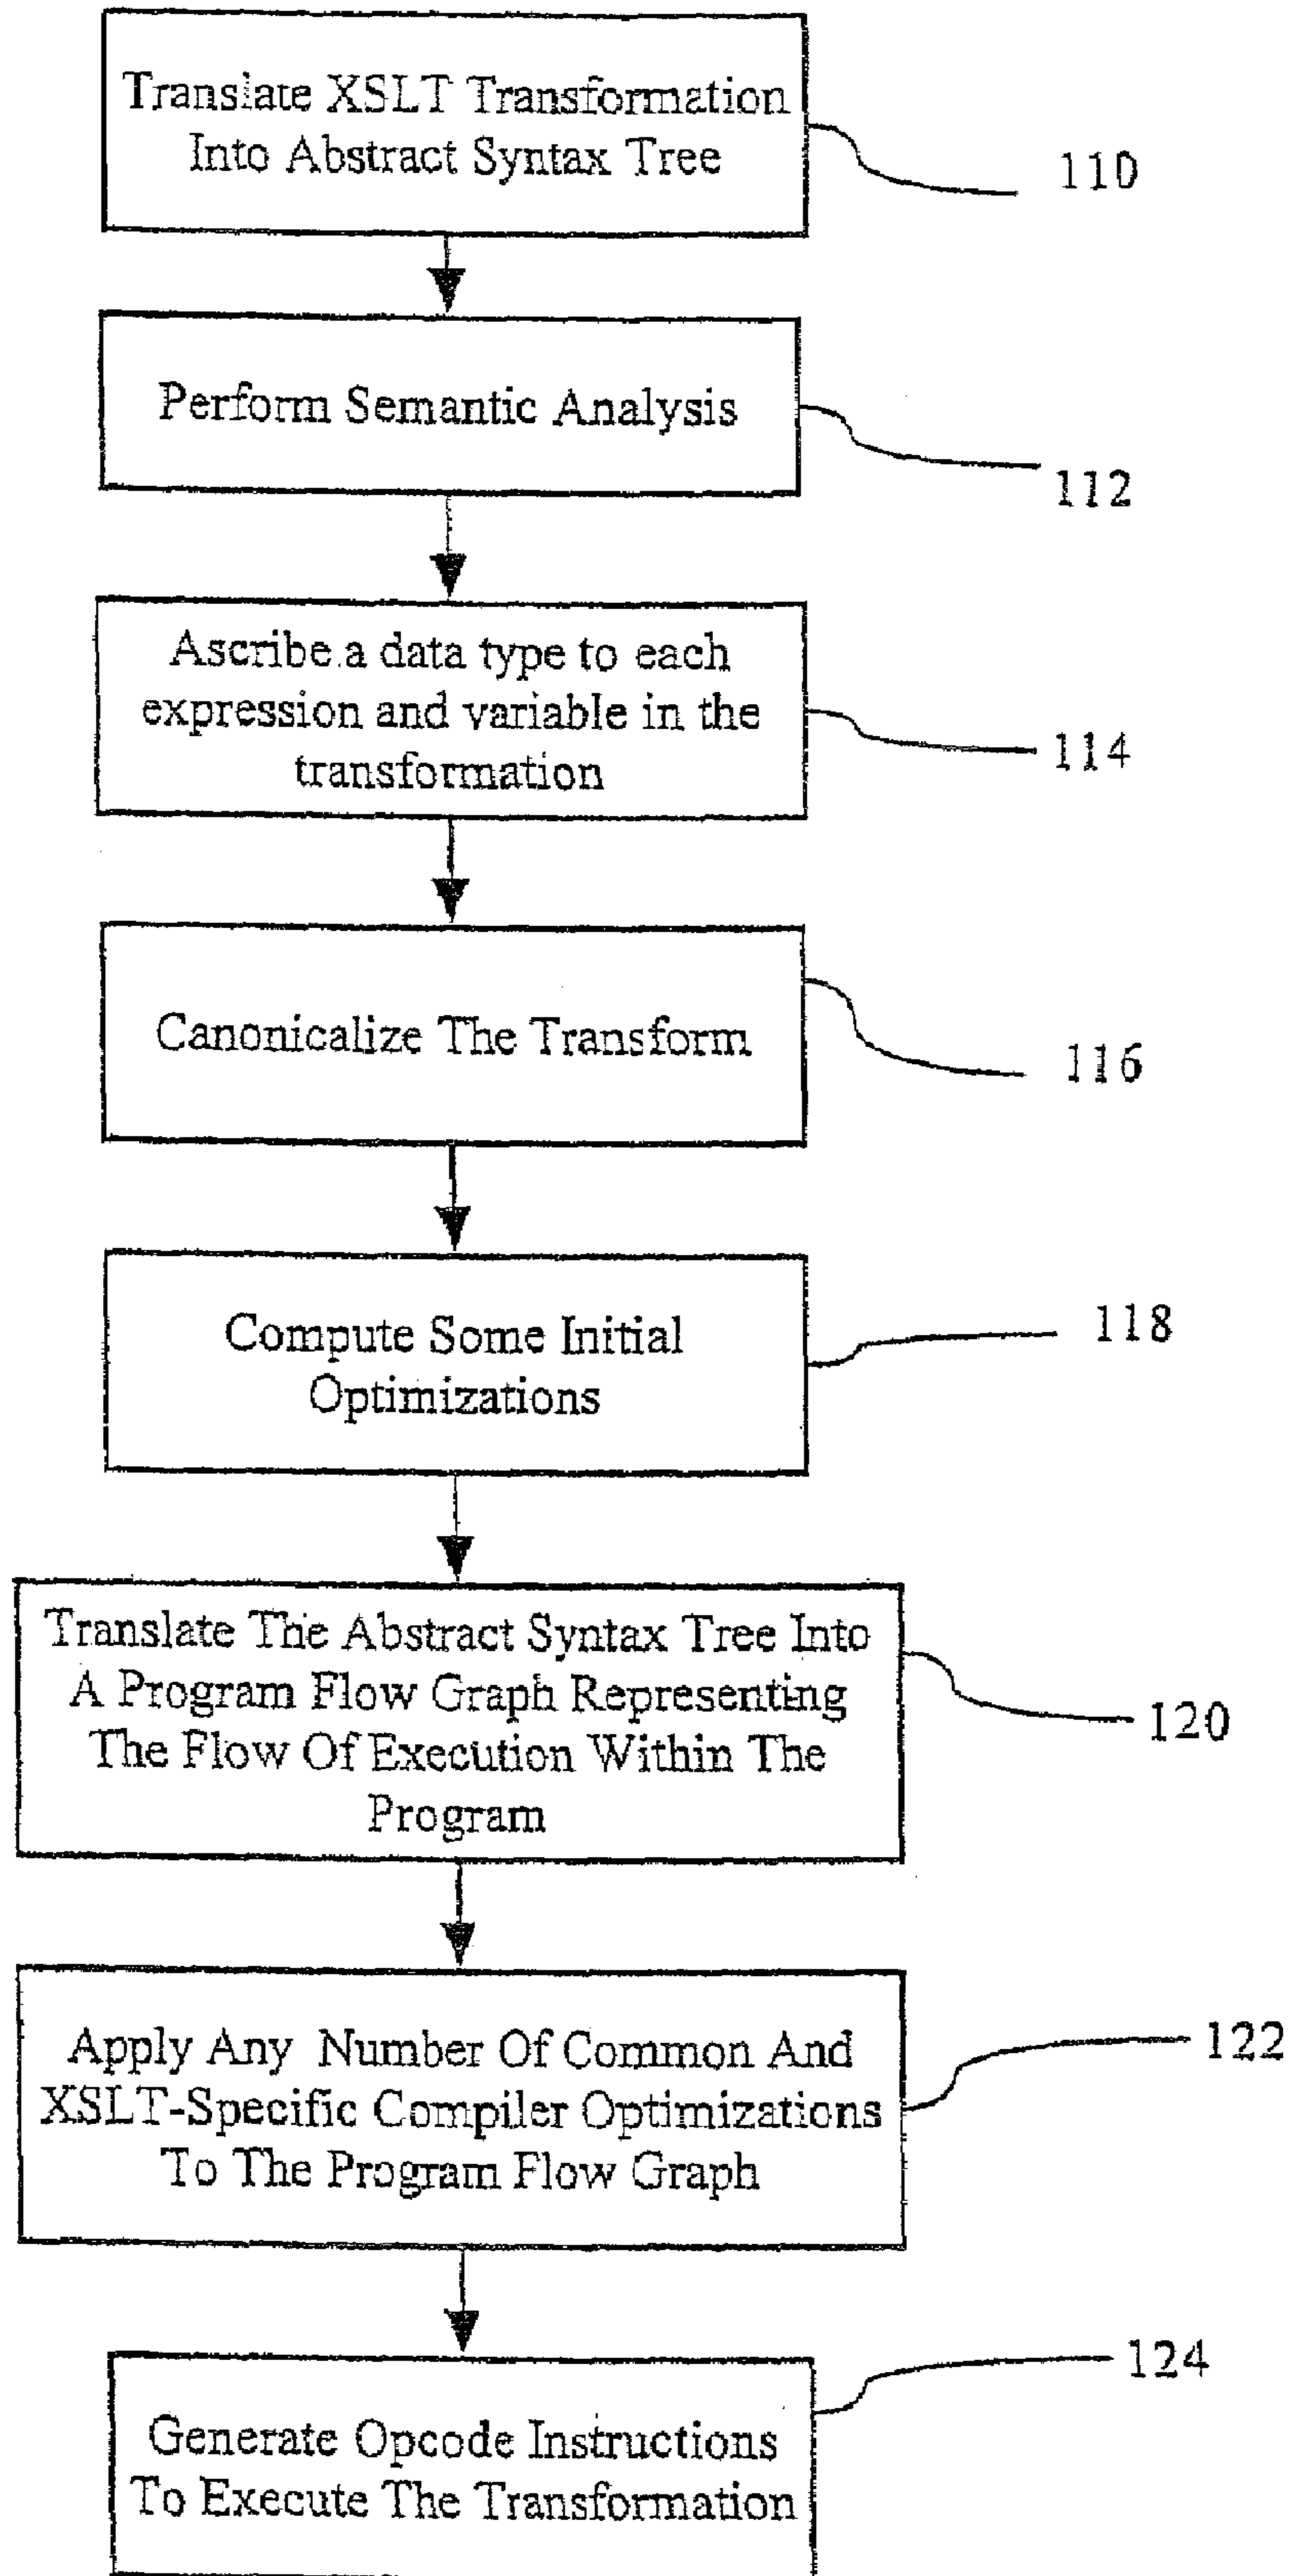 Translate XSLT Transformation
Into Abstract Syntax Tree
110
Perform Semantic Analysis
112
Ascribe a data type to each
expression and variable in the
transformation
114
Canonicalize The Transform
116
Compute Some Initial
Optimizations
118
Translate The Abstract Syntax Tree Into
A Program Flow Graph Representing
The Flow Of Execution Within The
Program
120
Apply Any Number Of Common And
XSLT-Specific Compiler Optimizations
To The Program Flow Graph
122
Generate Opcode Instructions
To Execute The Transformation
124